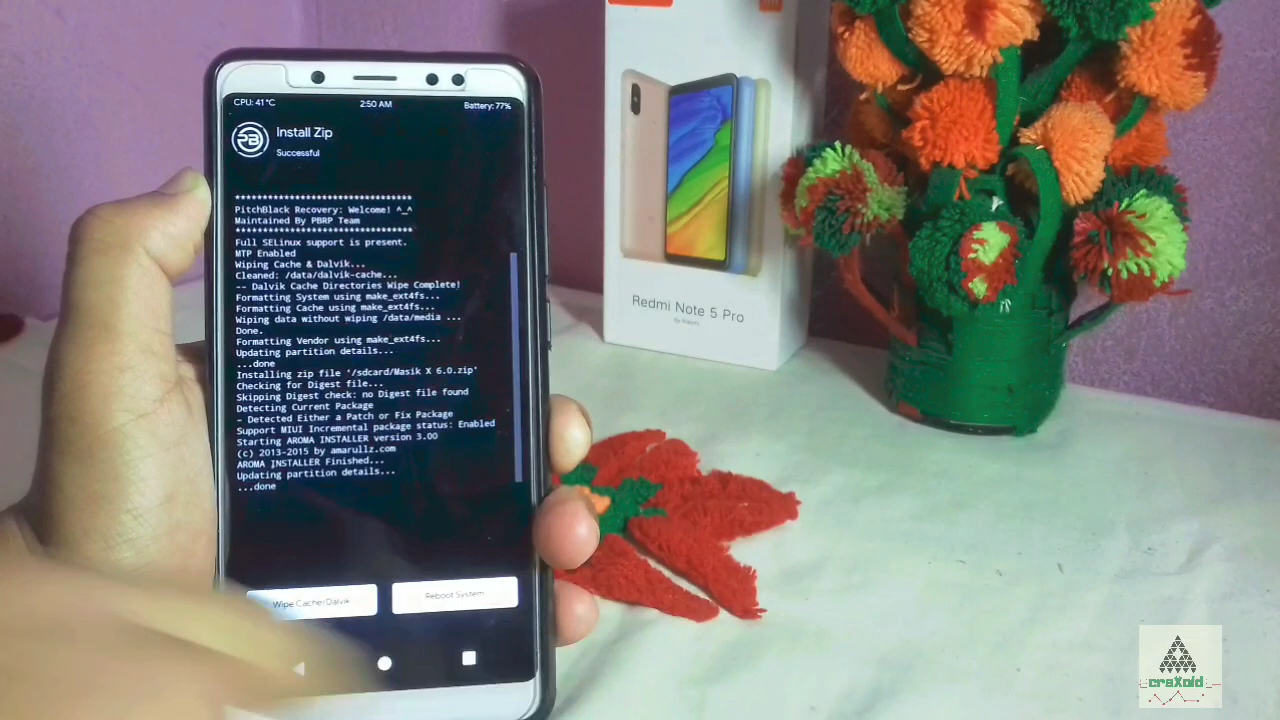 CPU: 41°C
2:50 AM
Battery: 77%
PB
Install Zip
Successful
*********************************
PitchBlack Recovery: Welcome! ^_^
Maintained By PBRP Team
*********************************
Full SELinux support is present.
MTP Enabled
Wiping Cache & Dalvik...
Cleaned: /data/dalvik-cache...
-- Dalvik Cache Directories Wipe Complete!
Formatting System using make_ext4fs...
Formatting Cache using make_ext4fs...
Wiping data without wiping /data/media ...
Done.
Formatting Vendor using make_ext4fs...
Updating partition details...
...done
Installing zip file '/sdcard/Masik X 6.0.zip'
Checking for Digest file...
Skipping Digest check: no Digest file found
Detecting Current Package
- Detected Either a Patch or Fix Package
Support MIUI Incremental package status: Enabled
Starting AROMA INSTALLER version 3.00
(c) 2013-2015 by amarullz.com
AROMA INSTALLER Finished...
Updating partition details...
...done
Wipe Cache/Dalvik
Reboot System
Redmi Note 5 Pro
By Xiaomi
craXoid